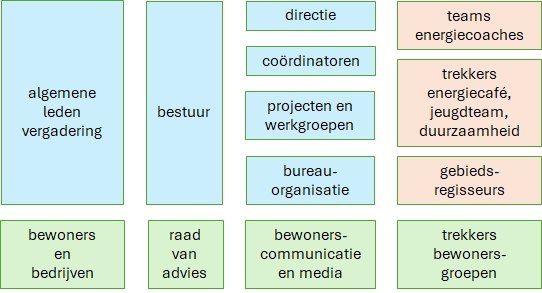 algemene
leden
vergadering
bestuur
directie
coördinatoren
projecten en
werkgroepen
bureau-
organisatie
teams
energiecoaches
trekkers
energiecafé,
jeugdteam,
duurzaamheid
gebieds-
regisseurs
bewoners
en
bedrijven
raad
van
advies
bewoners-
communicatie
en media
trekkers
bewoners-
groepen